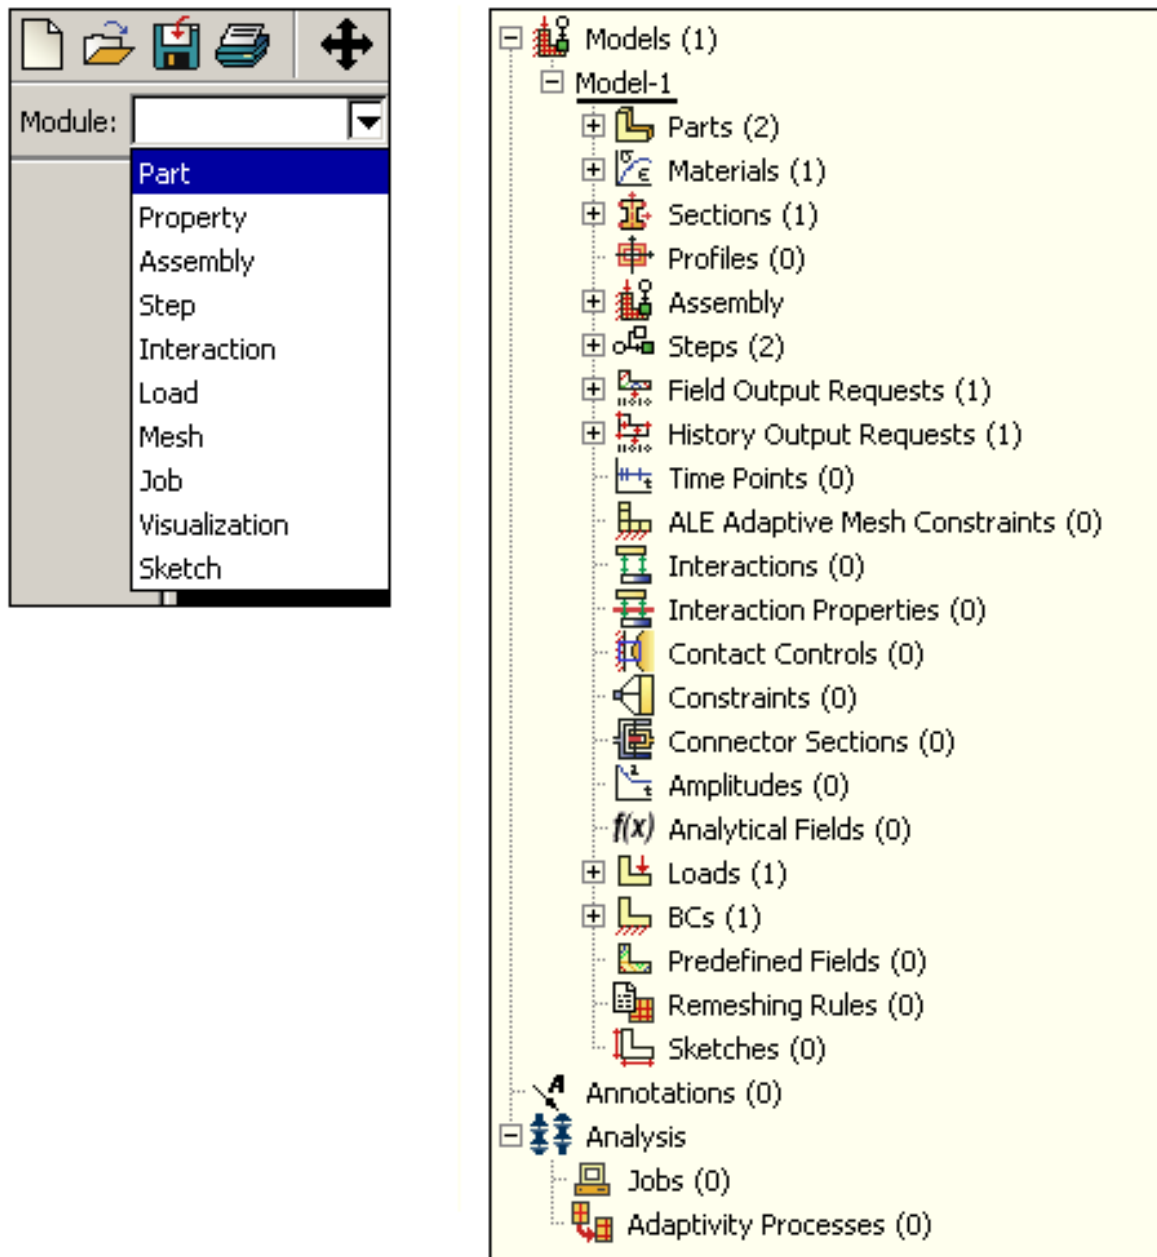 Module:
Part
Property
Assembly
Step
Interaction
Load
Mesh
Job
Visualization
Sketch
Models (1)
Model-1
Parts (2)
Materials (1)
Sections (1)
Profiles (0)
Assembly
Steps (2)
Field Output Requests (1)
History Output Requests (1)
Time Points (0)
ALE Adaptive Mesh Constraints (0)
Interactions (0)
Interaction Properties (0)
Contact Controls (0)
Constraints (0)
Connector Sections (0)
Amplitudes (0)
f(x) Analytical Fields (0)
Loads (1)
BCs (1)
Predefined Fields (0)
Remeshing Rules (0)
Sketches (0)
A
Annotations (0)
Analysis
Jobs (0)
Adaptivity Processes (0)